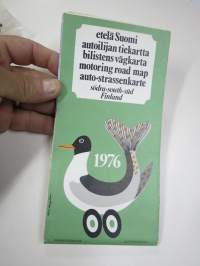 etelä Suomi
autoilijan tiekartta
bilistens vägkarta
motoring road map
auto-strassenkarte
södra-south-süd
Finland
1976